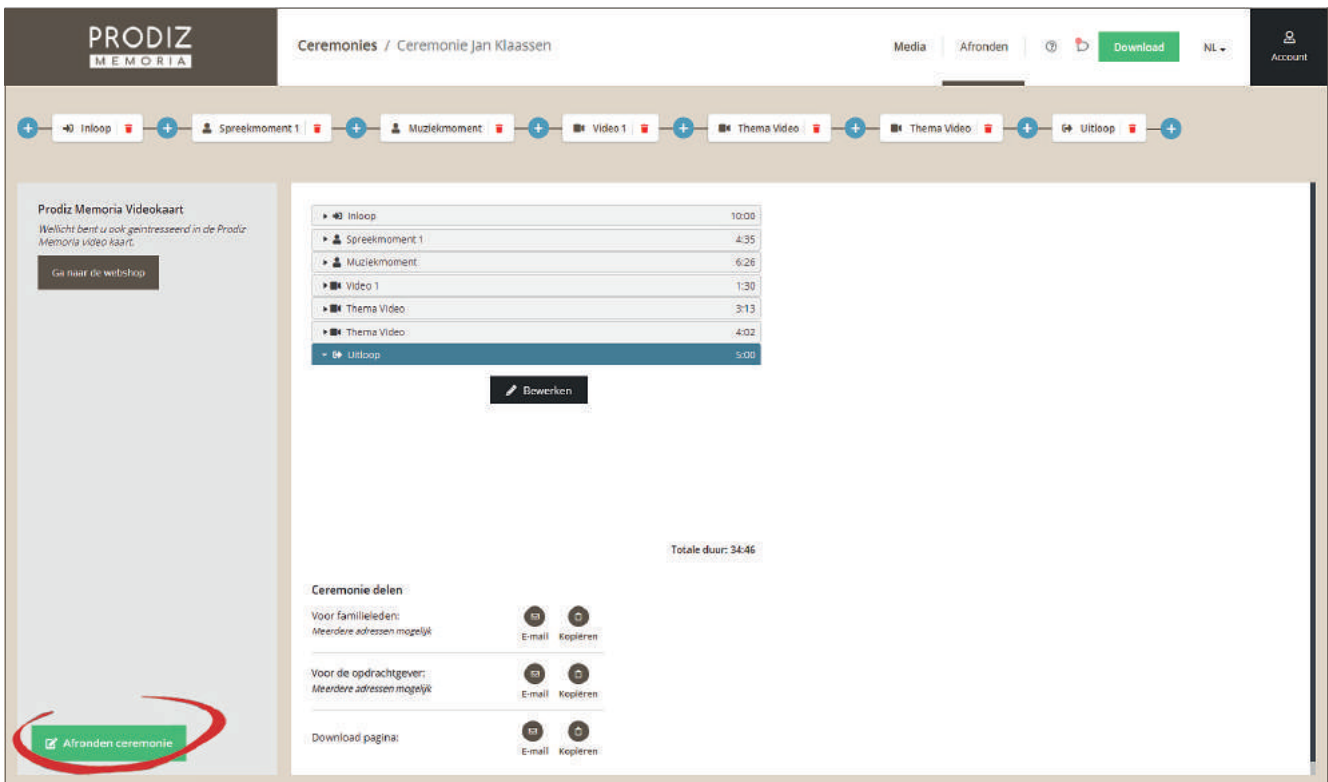 PRODIZ
MEMORIA
Ceremonies / Ceremonie Jan Klaassen
Media
Afronden
Download
NL
Account
Inloop
Spreekmoment 1
Muziekmoment
Video 1
Thema Video
Thema Video
Uitloop
Prodiz Memoria Videokaart
Wellicht bent u ook geintresseerd in de Prodiz
Memoria video kaart.
Ga naar de webshop
Inloop 10:00
Spreekmoment 1 4:35
Muziekmoment 6:26
Video 1 1:30
Thema Video 3:13
Thema Video 4:02
Uitloop 5:00
Bewerken
Totale duur: 34:46
Ceremonie delen
Voor familieleden:
Meerdere adressen mogelijk
E-mail Kopiëren
Voor de opdrachtgever:
Meerdere adressen mogelijk
E-mail Kopiëren
Download pagina:
E-mail Kopiëren
Afronden ceremonie